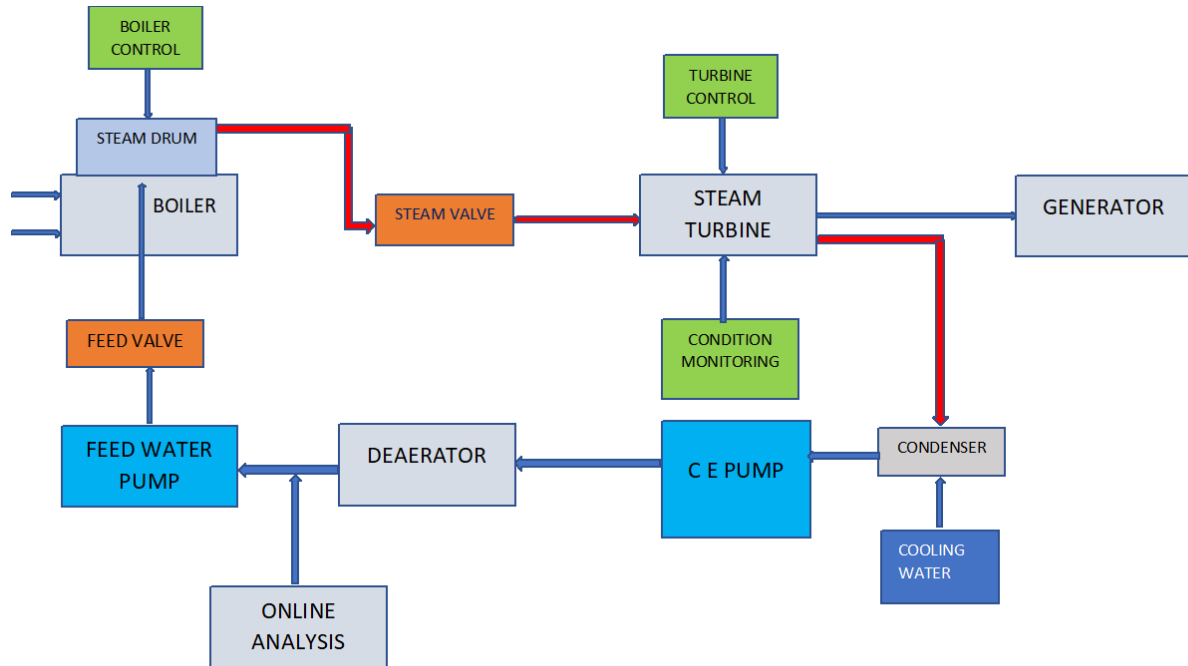 BOILER
CONTROL
TURBINE
CONTROL
STEAM DRUM
BOILER
STEAM VALVE
STEAM
TURBINE
GENERATOR
FEED VALVE
CONDITION
MONITORING
FEED WATER
PUMP
DEAERATOR
C E PUMP
CONDENSER
COOLING
WATER
ONLINE
ANALYSIS